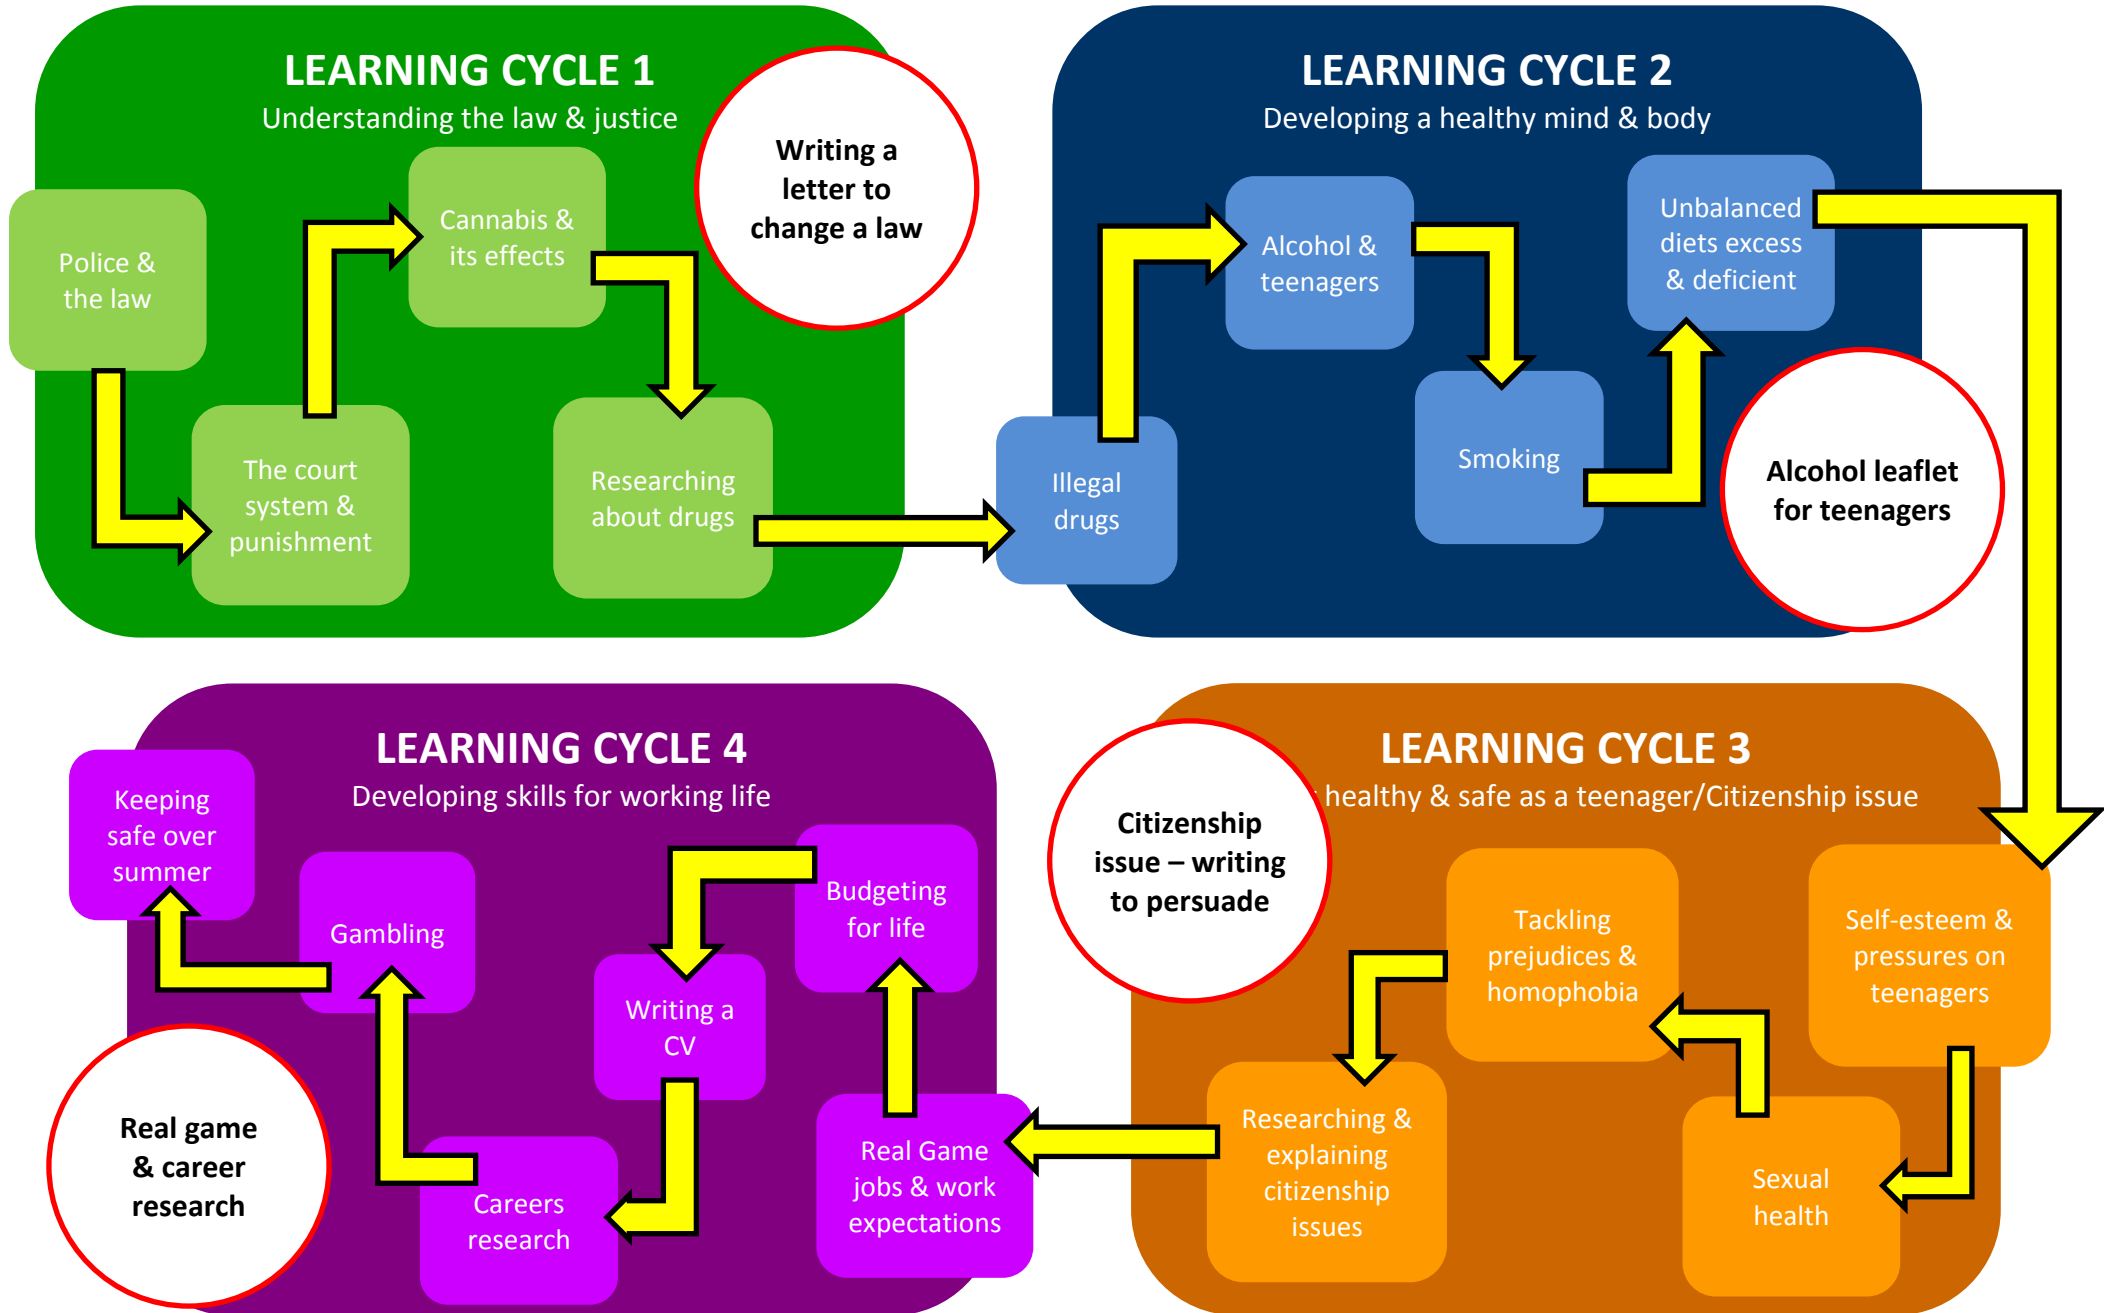 LEARNING CYCLE 1
Understanding the law & justice
Police &
the law
The court
system &
punishment
Cannabis &
its effects
Researching
about drugs
Writing a
letter to
change a law
LEARNING CYCLE 2
Developing a healthy mind & body
Illegal
drugs
Alcohol &
teenagers
Smoking
Unbalanced
diets excess
& deficient
Alcohol leaflet
for teenagers
LEARNING CYCLE 3
healthy & safe as a teenager/Citizenship issue
Self-esteem &
pressures on
teenagers
Sexual
health
Tackling
prejudices &
homophobia
Researching &
explaining
citizenship
issues
Citizenship
issue – writing
to persuade
LEARNING CYCLE 4
Developing skills for working life
Real Game
jobs & work
expectations
Budgeting
for life
Writing a
CV
Careers
research
Gambling
Keeping
safe over
summer
Real game
& career
research